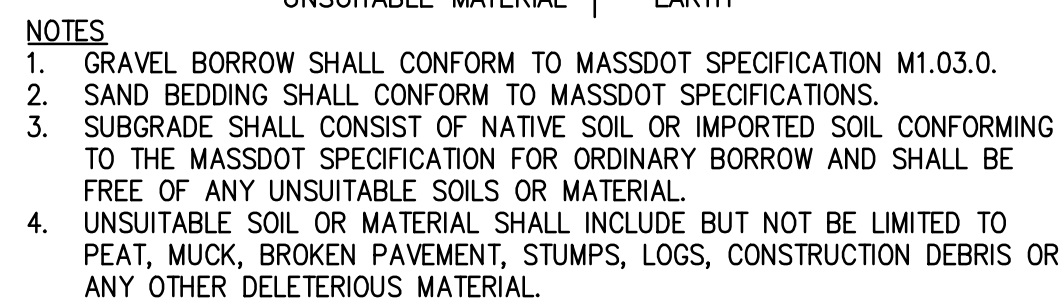 UNSUITABLE MATERIAL EARTH
NOTES
1. GRAVEL BORROW SHALL CONFORM TO MASSDOT SPECIFICATION M1.03.0.
2. SAND BEDDING SHALL CONFORM TO MASSDOT SPECIFICATIONS.
3. SUBGRADE SHALL CONSIST OF NATIVE SOIL OR IMPORTED SOIL CONFORMING
TO THE MASSDOT SPECIFICATION FOR ORDINARY BORROW AND SHALL BE
FREE OF ANY UNSUITABLE SOILS OR MATERIAL.
4. UNSUITABLE SOIL OR MATERIAL SHALL INCLUDE BUT NOT BE LIMITED TO
PEAT, MUCK, BROKEN PAVEMENT, STUMPS, LOGS, CONSTRUCTION DEBRIS OR
ANY OTHER DELETERIOUS MATERIAL.